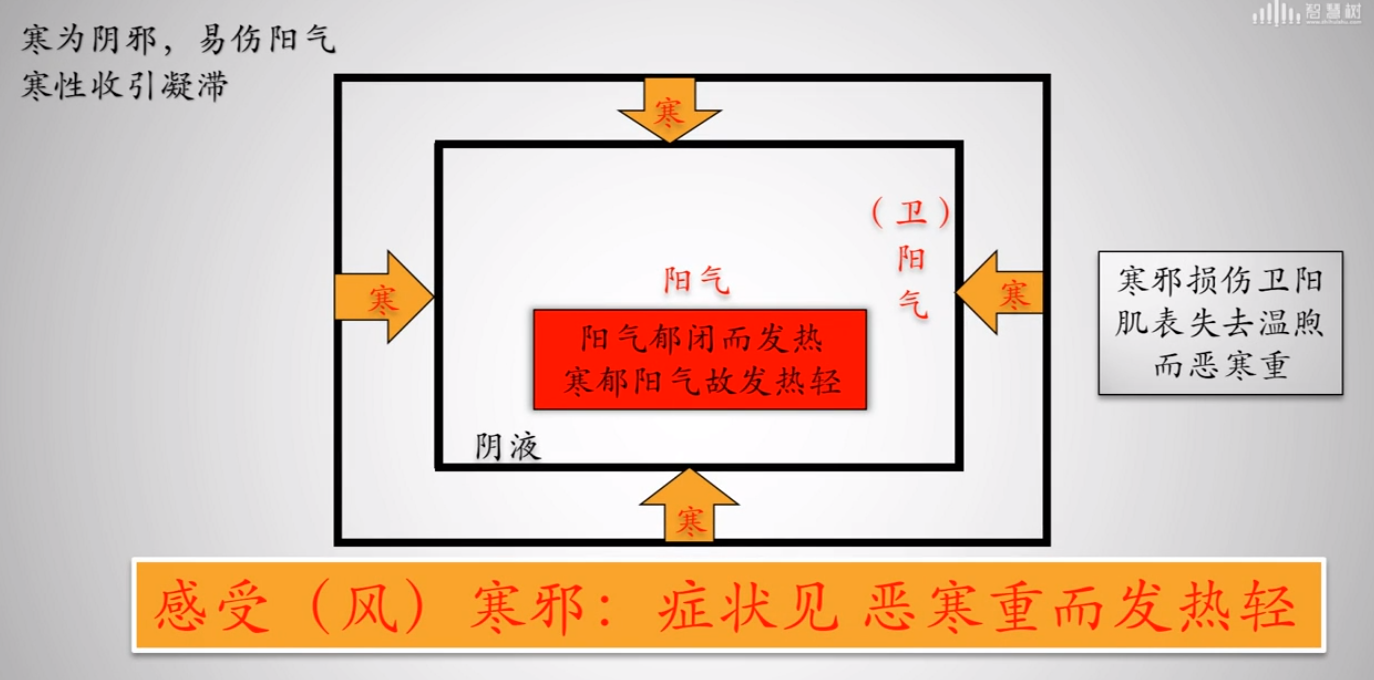 智慧树
www.zhihuishu.com
寒为阴邪，易伤阳气
寒性收引凝滞
寒
（卫）
阳
气
阳气
寒
寒
寒邪损伤卫阳
肌表失去温煦
而恶寒重
阳气郁闭而发热
寒郁阳气故发热轻
阴液
寒
感受（风）寒邪：症状见 恶寒重而发热轻